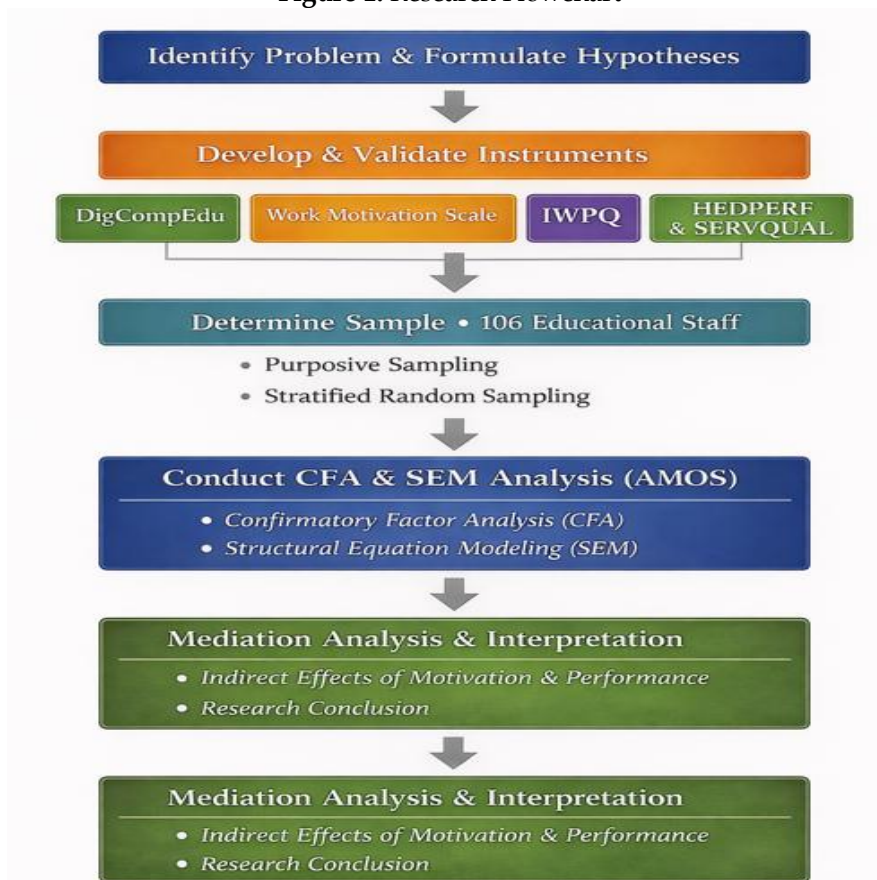 Identify Problem & Formulate Hypotheses
Develop & Validate Instruments
DigCompEdu
Work Motivation Scale
IWPQ
HEDPERF
& SERVQUAL
Determine Sample • 106 Educational Staff
• Purposive Sampling
• Stratified Random Sampling
Conduct CFA & SEM Analysis (AMOS)
• Confirmatory Factor Analysis (CFA)
• Structural Equation Modeling (SEM)
Mediation Analysis & Interpretation
• Indirect Effects of Motivation & Performance
• Research Conclusion
Mediation Analysis & Interpretation
• Indirect Effects of Motivation & Performance
• Research Conclusion